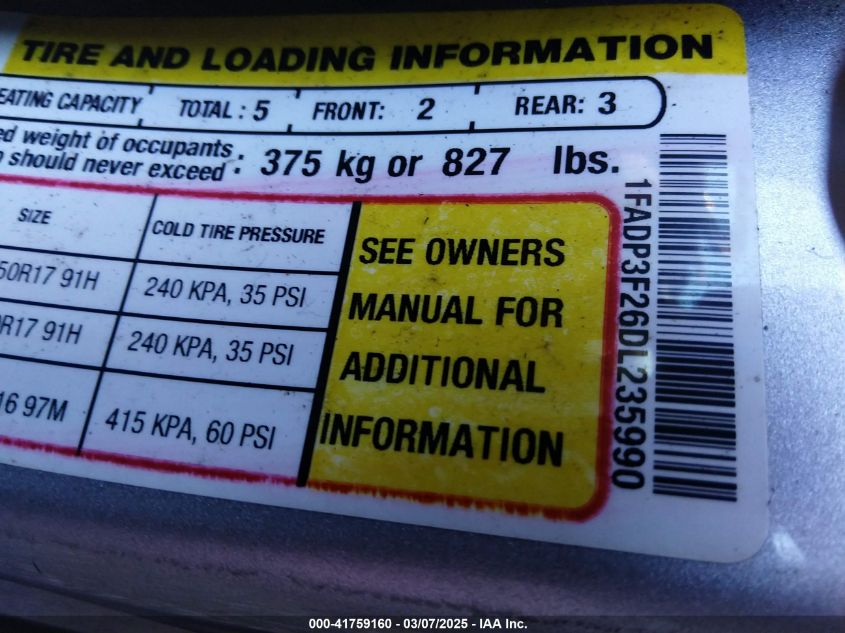 TIRE AND LOADING INFORMATION
EATING CAPACITY TOTAL : 5 FRONT: 2 REAR: 3
ed weight of occupants
should never exceed : 375 kg or 827 lbs.
SIZE COLD TIRE PRESSURE
50R17 91H 240 KPA, 35 PSI
R17 91H 240 KPA, 35 PSI
16 97M 415 KPA, 60 PSI
SEE OWNERS
MANUAL FOR
ADDITIONAL
INFORMATION
1FADP3F26DL235990
000-41759160 - 03/07/2025 - IAA Inc.